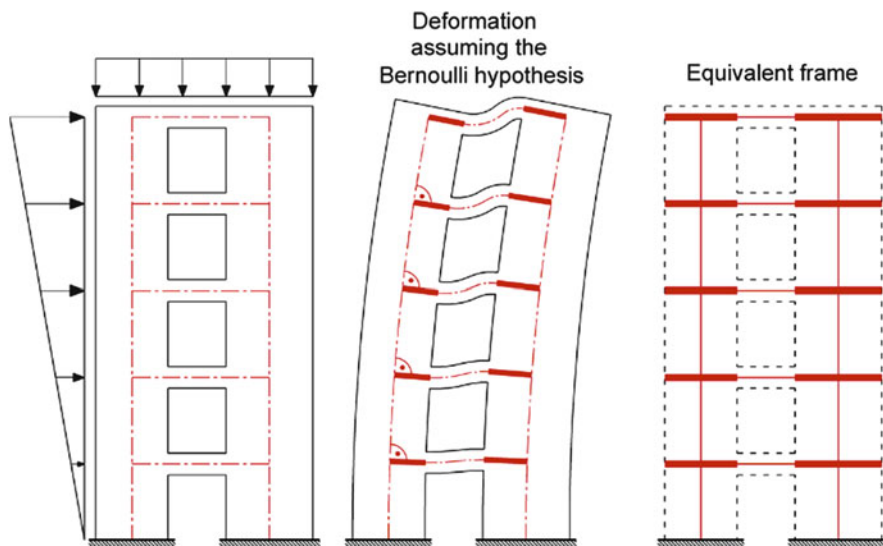 Deformation
assuming the
Bernoulli hypothesis
Equivalent frame